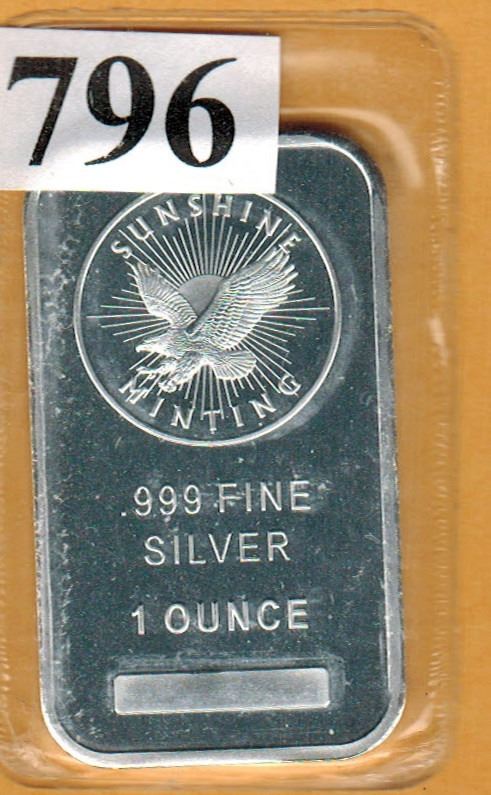 796
SUNSHINE
MINTING
.999 FINE
SILVER
1 OUNCE